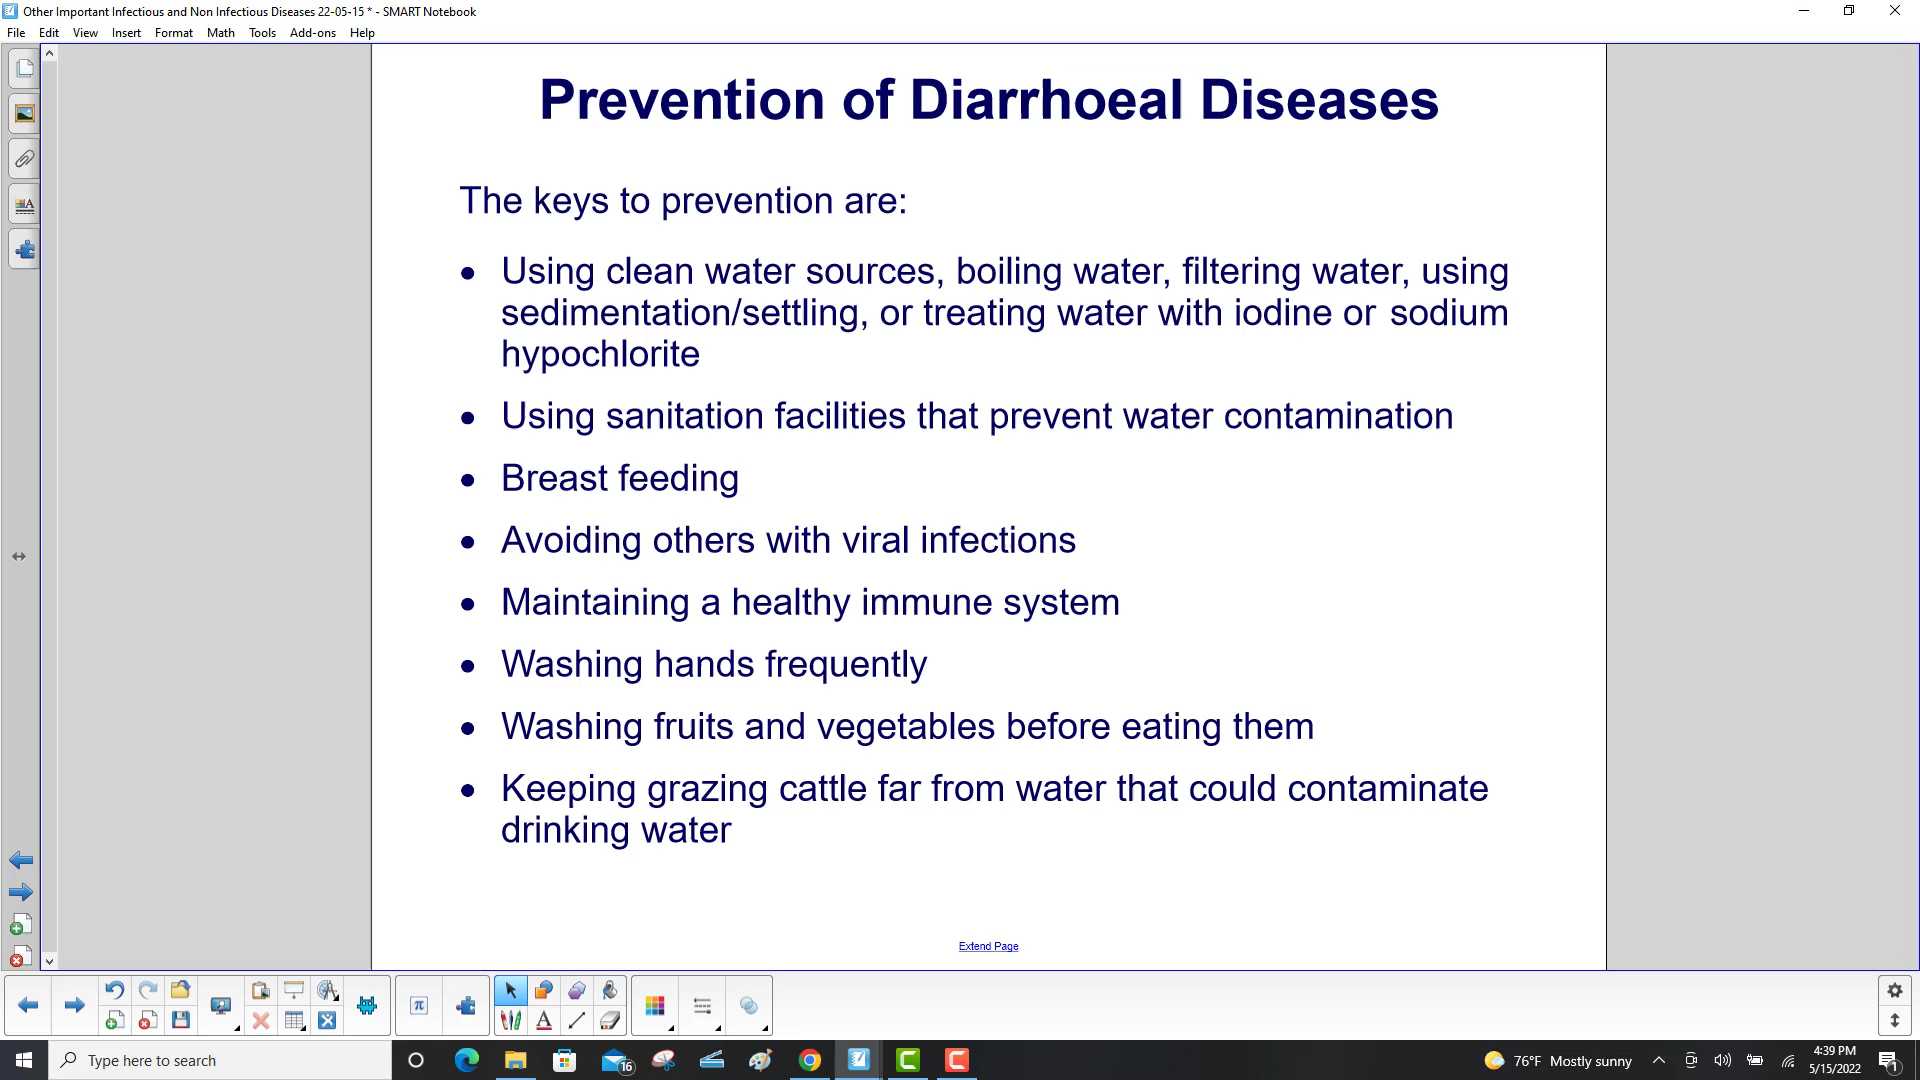 Other Important Infectious and Non Infectious Diseases 22-05-15 * - SMART Notebook
File Edit View Insert Format Math Tools Add-ons Help
Prevention of Diarrhoeal Diseases
The keys to prevention are:
• Using clean water sources, boiling water, filtering water, using
sedimentation/settling, or treating water with iodine or sodium
hypochlorite
• Using sanitation facilities that prevent water contamination
• Breast feeding
• Avoiding others with viral infections
• Maintaining a healthy immune system
• Washing hands frequently
• Washing fruits and vegetables before eating them
• Keeping grazing cattle far from water that could contaminate
drinking water
Extend Page
Type here to search
16
76°F Mostly sunny
4:39 PM
5/15/2022
1